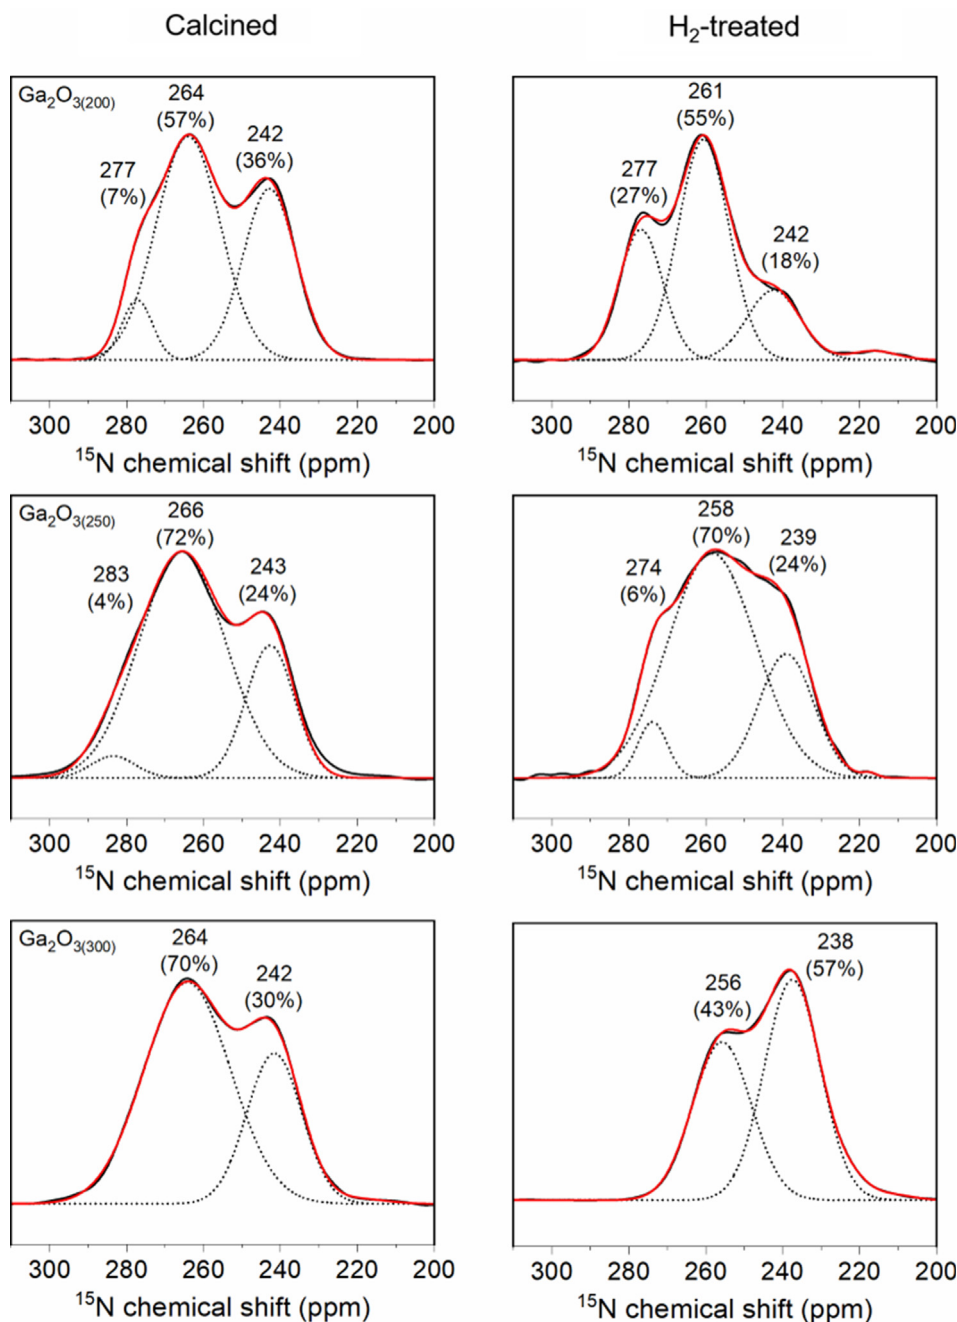 Calcined
H₂-treated
Ga₂O₃₍₂₀₀₎
264
(57%)
242
(36%)
277
(7%)
300 280 260 240 220 200
¹⁵N chemical shift (ppm)
261
(55%)
277
(27%)
242
(18%)
300 280 260 240 220 200
¹⁵N chemical shift (ppm)
Ga₂O₃₍₂₅₀₎
266
(72%)
283
(4%)
243
(24%)
300 280 260 240 220 200
¹⁵N chemical shift (ppm)
258
(70%)
239
(24%)
274
(6%)
300 280 260 240 220 200
¹⁵N chemical shift (ppm)
Ga₂O₃₍₃₀₀₎
264
(70%)
242
(30%)
300 280 260 240 220 200
¹⁵N chemical shift (ppm)
238
(57%)
256
(43%)
300 280 260 240 220 200
¹⁵N chemical shift (ppm)